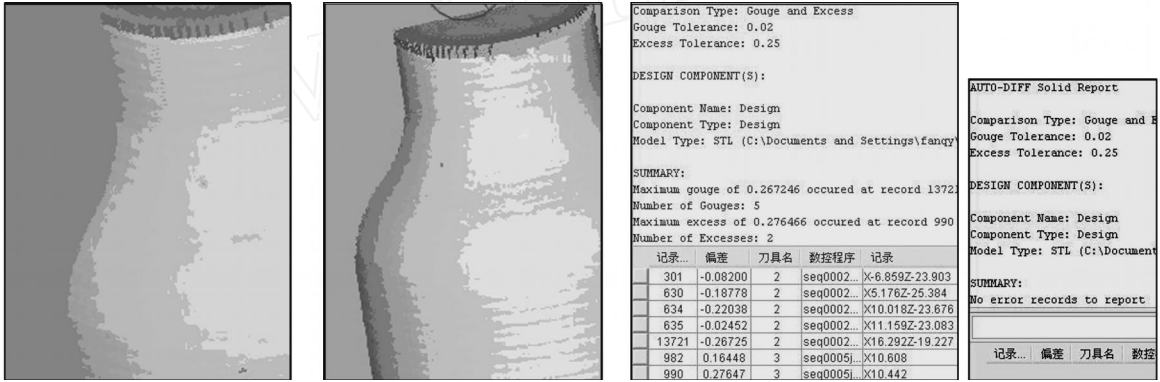 Comparison Type: Gouge and Excess
Gouge Tolerance: 0.02
Excess Tolerance: 0.25
DESIGN COMPONENT(S):
Component Name: Design
Component Type: Design
Model Type: STL (C:\Documents and Settings\fanqy\
SUMMARY:
Maximum gouge of 0.267246 occured at record 13721
Number of Gouges: 5
Maximum excess of 0.276466 occured at record 990
Number of Excesses: 2
记录... 偏差 刀具名 数控程序 记录
301 -0.08200 2 seq0002... X-6.859Z-23.903
630 -0.18778 2 seq0002... X5.176Z-25.384
634 -0.22038 2 seq0002... X10.018Z-23.676
635 -0.02452 2 seq0002... X11.159Z-23.083
13721 -0.26725 2 seq0002... X16.292Z-19.227
982 0.16448 3 seq0005j... X10.608
990 0.27647 3 seq0005j... X10.442
AUTO-DIFF Solid Report
Comparison Type: Gouge and E
Gouge Tolerance: 0.02
Excess Tolerance: 0.25
DESIGN COMPONENT(S):
Component Name: Design
Component Type: Design
Model Type: STL (C:\Document
SUMMARY:
No error records to report
记录... 偏差 刀具名 数控